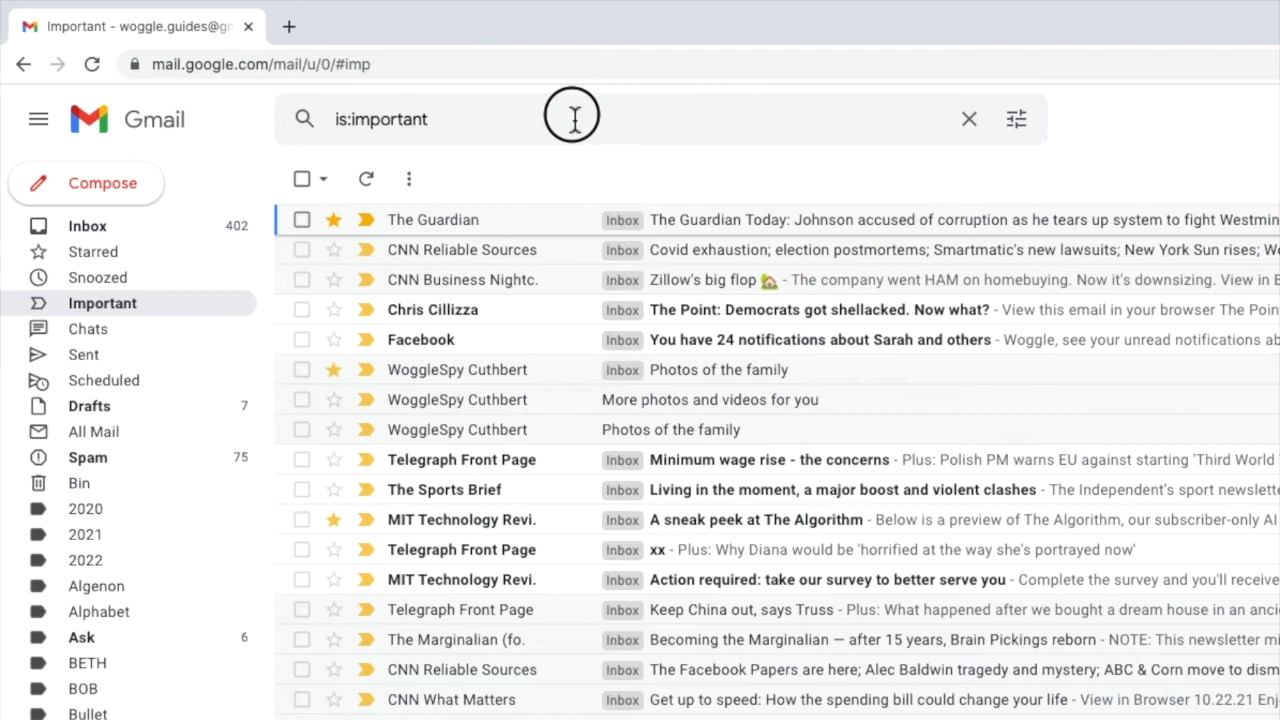 Important - woggle.guides@g
mail.google.com/mail/u/0/#imp
Gmail
is:important
Compose
Inbox 402
Starred
Snoozed
Important
Chats
Sent
Scheduled
Drafts 7
All Mail
Spam 75
Bin
2020
2021
2022
Algenon
Alphabet
Ask 6
BETH
BOB
Bullet
The Guardian Inbox The Guardian Today: Johnson accused of corruption as he tears up system to fight Westmin
CNN Reliable Sources Inbox Covid exhaustion; election postmortems; Smartmatic's new lawsuits; New York Sun rises; W
CNN Business Nightc. Inbox Zillow's big flop 🏡 - The company went HAM on homebuying. Now it's downsizing. View in B
Chris Cillizza Inbox The Point: Democrats got shellacked. Now what? - View this email in your browser The Poin
Facebook Inbox You have 24 notifications about Sarah and others - Woggle, see your unread notifications ab
WoggleSpy Cuthbert Inbox Photos of the family
WoggleSpy Cuthbert More photos and videos for you
WoggleSpy Cuthbert Photos of the family
Telegraph Front Page Inbox Minimum wage rise - the concerns - Plus: Polish PM warns EU against starting 'Third World
The Sports Brief Inbox Living in the moment, a major boost and violent clashes - The Independent's sport newslette
MIT Technology Revi. Inbox A sneak peek at The Algorithm - Below is a preview of The Algorithm, our subscriber-only AI
Telegraph Front Page Inbox xx - Plus: Why Diana would be 'horrified at the way she's portrayed now'
MIT Technology Revi. Inbox Action required: take our survey to better serve you - Complete the survey and you'll receive
Telegraph Front Page Inbox Keep China out, says Truss - Plus: What happened after we bought a dream house in an anci
The Marginalian (fo. Inbox Becoming the Marginalian — after 15 years, Brain Pickings reborn - NOTE: This newsletter m
CNN Reliable Sources Inbox The Facebook Papers are here; Alec Baldwin tragedy and mystery; ABC & Corn move to dism
CNN What Matters Inbox Get up to speed: How the spending bill could change your life - View in Browser 10.22.21 Enj